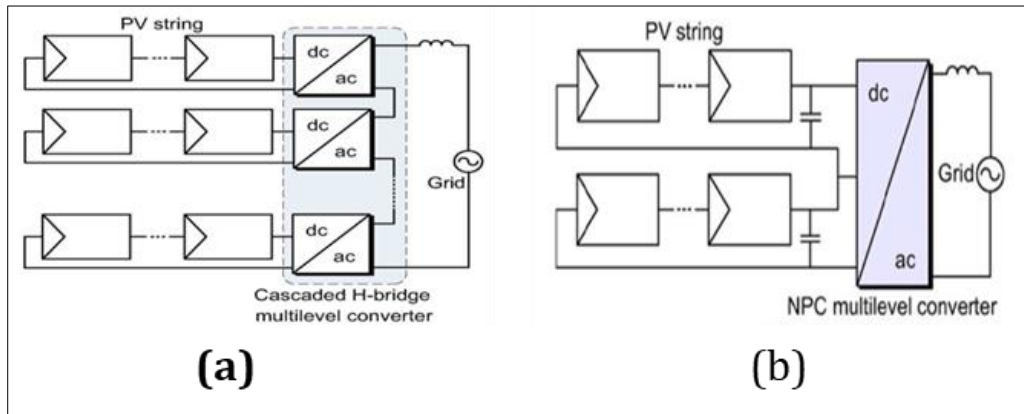 PV string
dc
ac
dc
ac
dc
ac
Grid
Cascaded H-bridge
multilevel converter
(a)
PV string
dc
ac
Grid
NPC multilevel converter
(b)